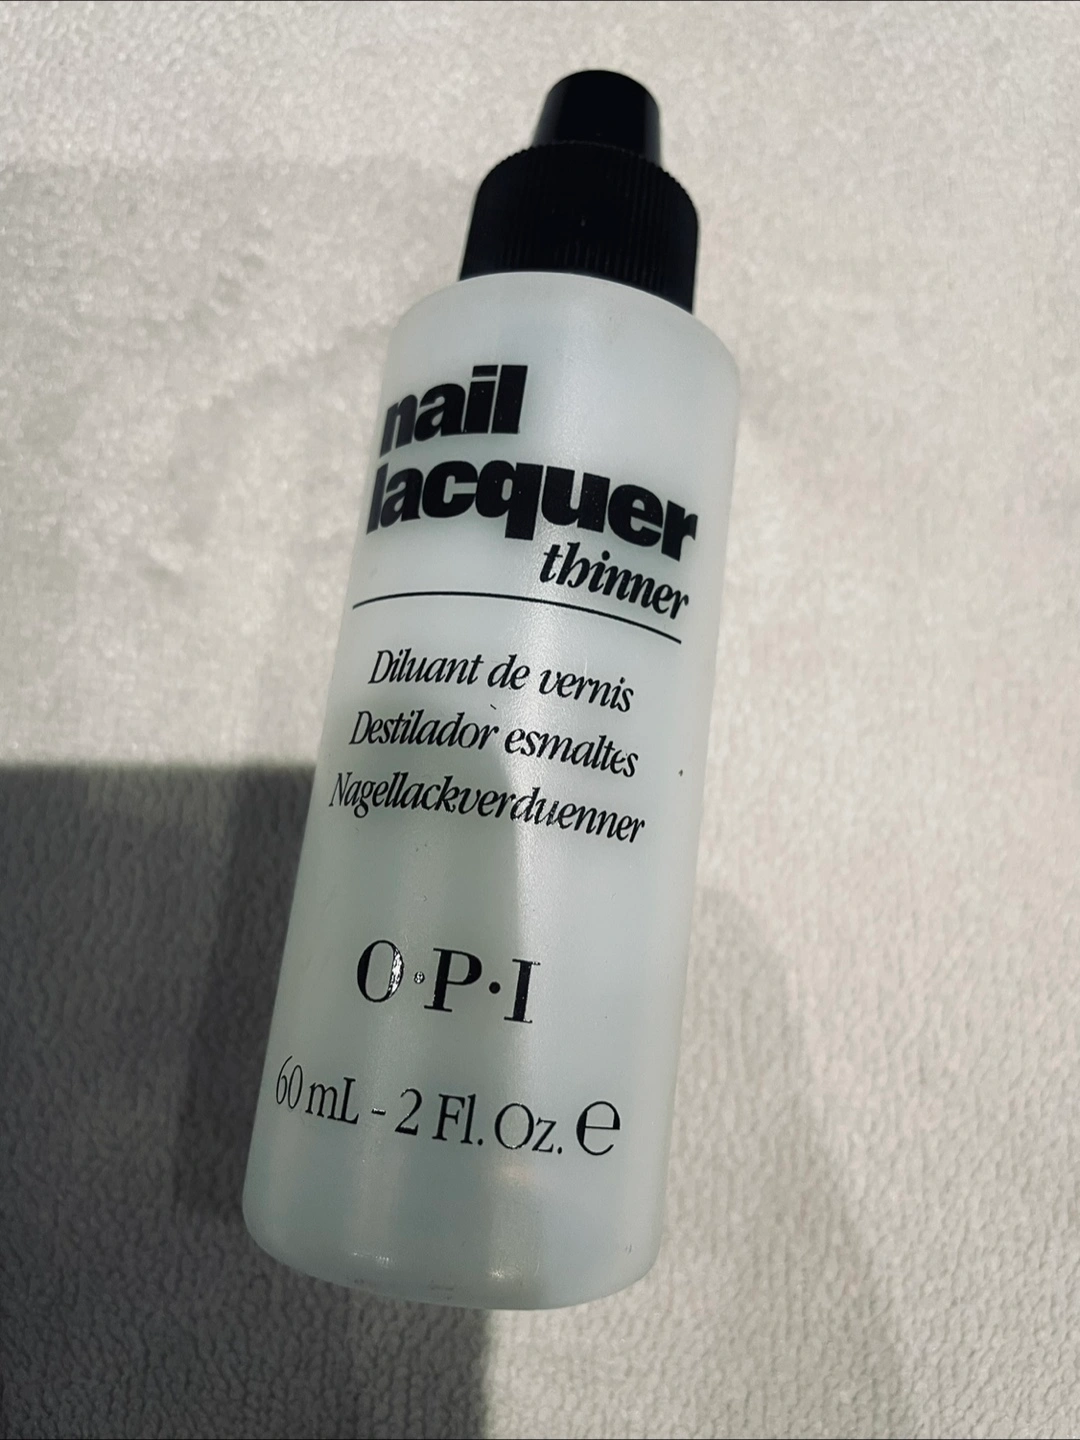 nail
lacquer
thinner
Diluant de vernis
Destilador esmaltes
Nagellackverduenner
O·P·I
60 mL - 2 Fl. Oz. ℮